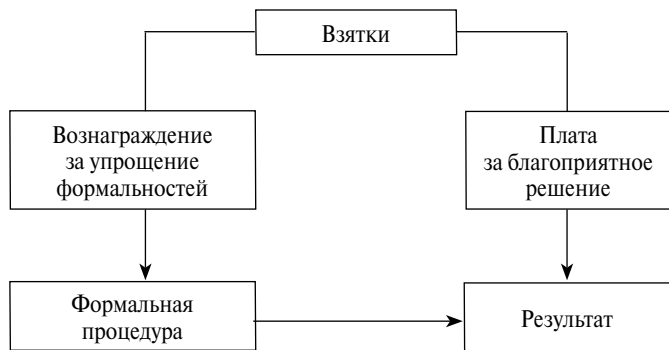 Взятки
Вознаграждение
за упрощение
формальностей
Плата
за благоприятное
решение
Формальная
процедура
Результат